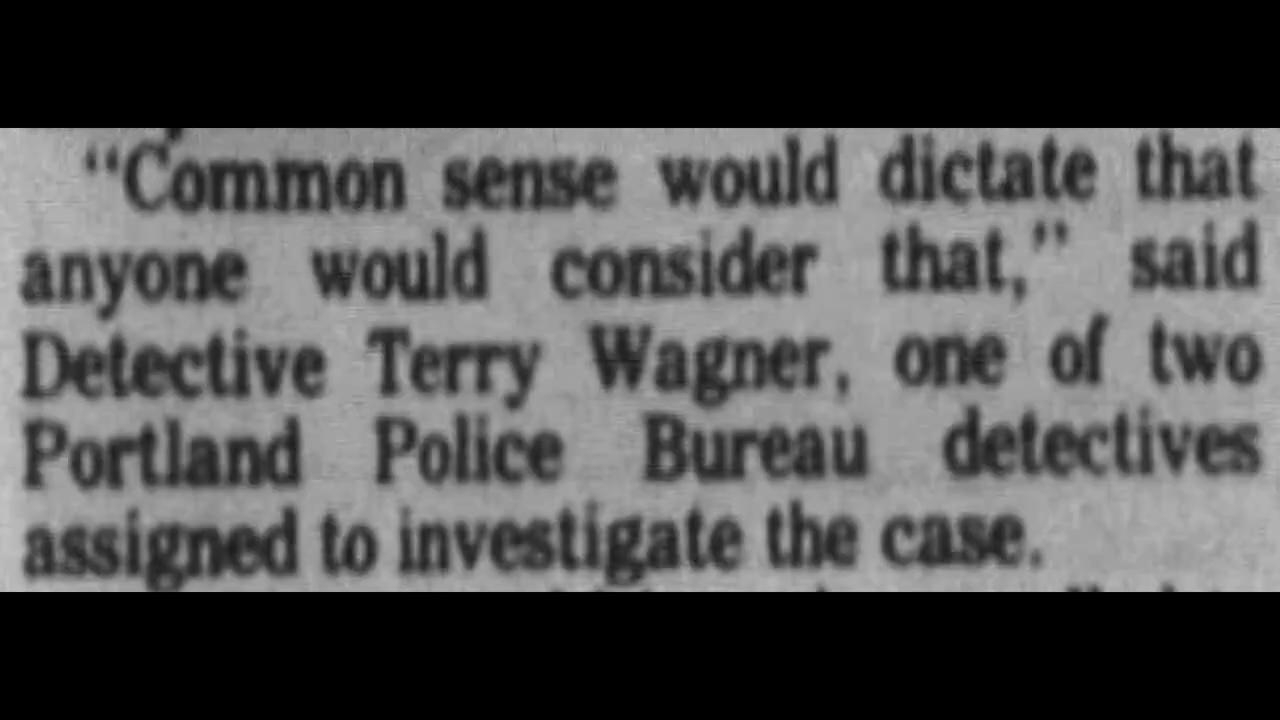 “Common sense would dictate that
anyone would consider that,” said
Detective Terry Wagner, one of two
Portland Police Bureau detectives
assigned to investigate the case.